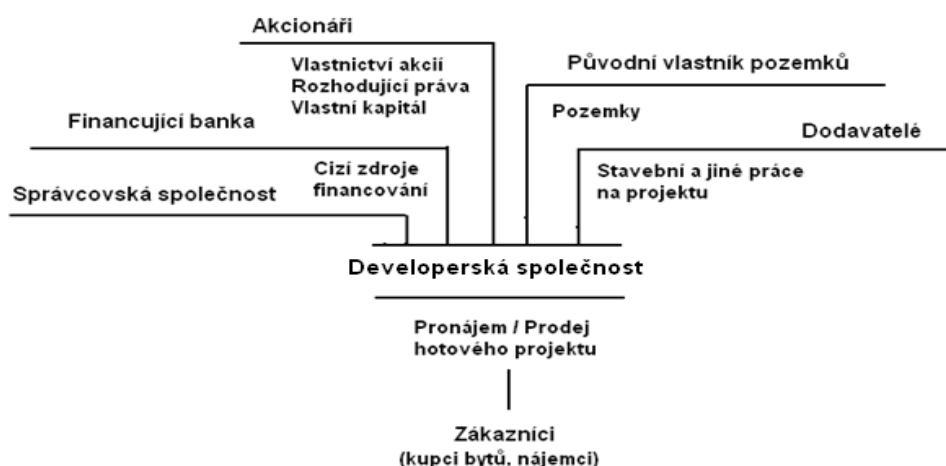 Akcionáři
Vlastnictví akcií
Rozhodující práva
Vlastní kapitál
Původní vlastník pozemků
Pozemky
Financující banka
Dodavatelé
Cizí zdroje
financování
Stavební a jiné práce
na projektu
Správcovská společnost
Developerská společnost
Pronájem / Prodej
hotového projektu
Zákazníci
(kupci bytů, nájemci)